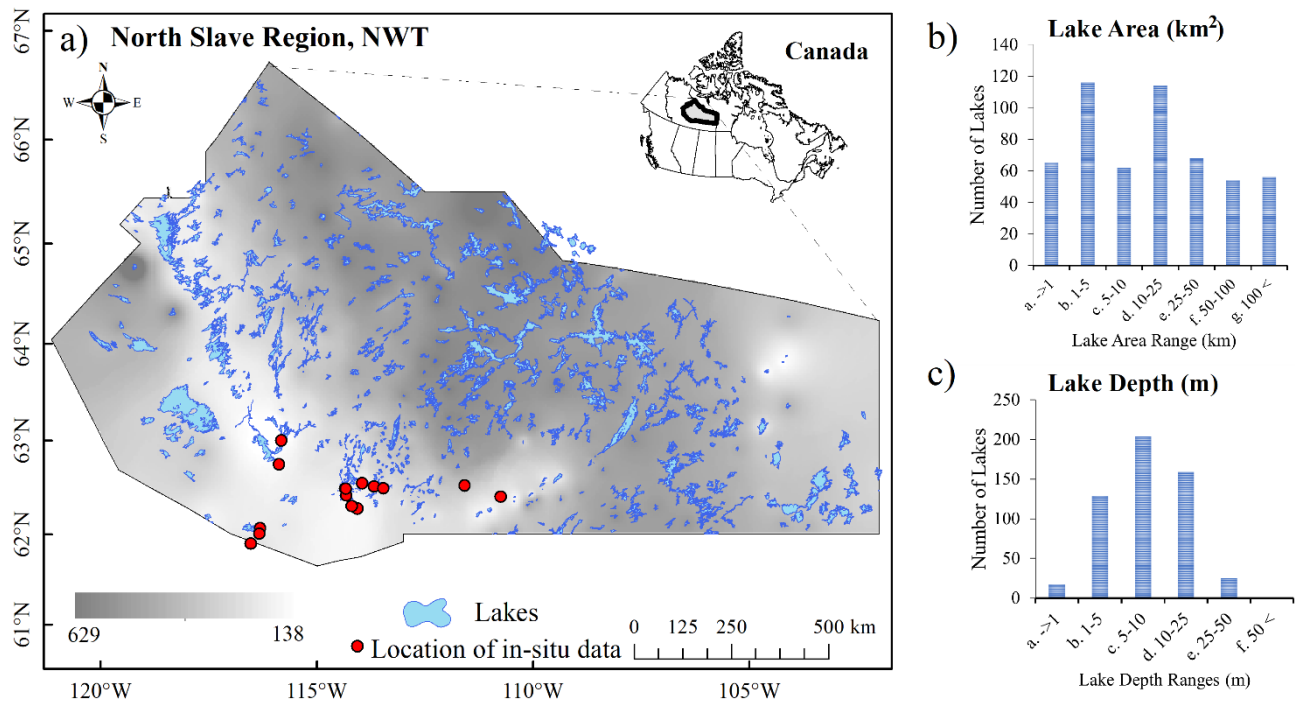 a) North Slave Region, NWT
Canada
N
W E
S
67°N
66°N
65°N
64°N
63°N
62°N
61°N
120°W 115°W 110°W 105°W
629 138
Lakes
Location of in-situ data
0 125 250 500 km
b) Lake Area (km²)
Number of Lakes
140
120
100
80
60
40
20
0
a. ->1 b. 1-5 c. 5-10 d. 10-25 e. 25-50 f. 50-100 g. 100 <
Lake Area Range (km)
c) Lake Depth (m)
Number of Lakes
250
200
150
100
50
0
a. ->1 b. 1-5 c. 5-10 d. 10-25 e. 25-50 f. 50 <
Lake Depth Ranges (m)